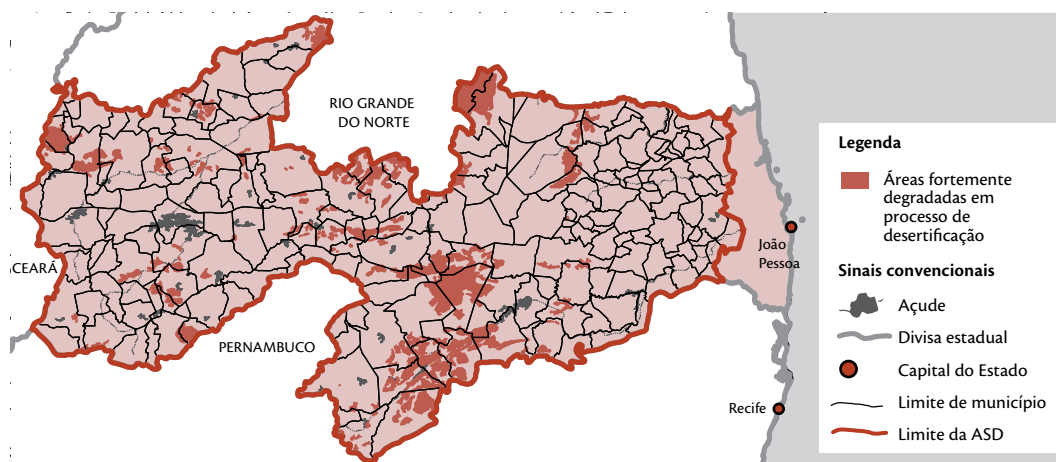 RIO GRANDE
DO NORTE
CEARÁ
PERNAMBUCO
João
Pessoa
Recife
Legenda
Áreas fortemente
degradadas em
processo de
desertificação
Sinais convencionais
Açude
Divisa estadual
Capital do Estado
Limite de município
Limite da ASD